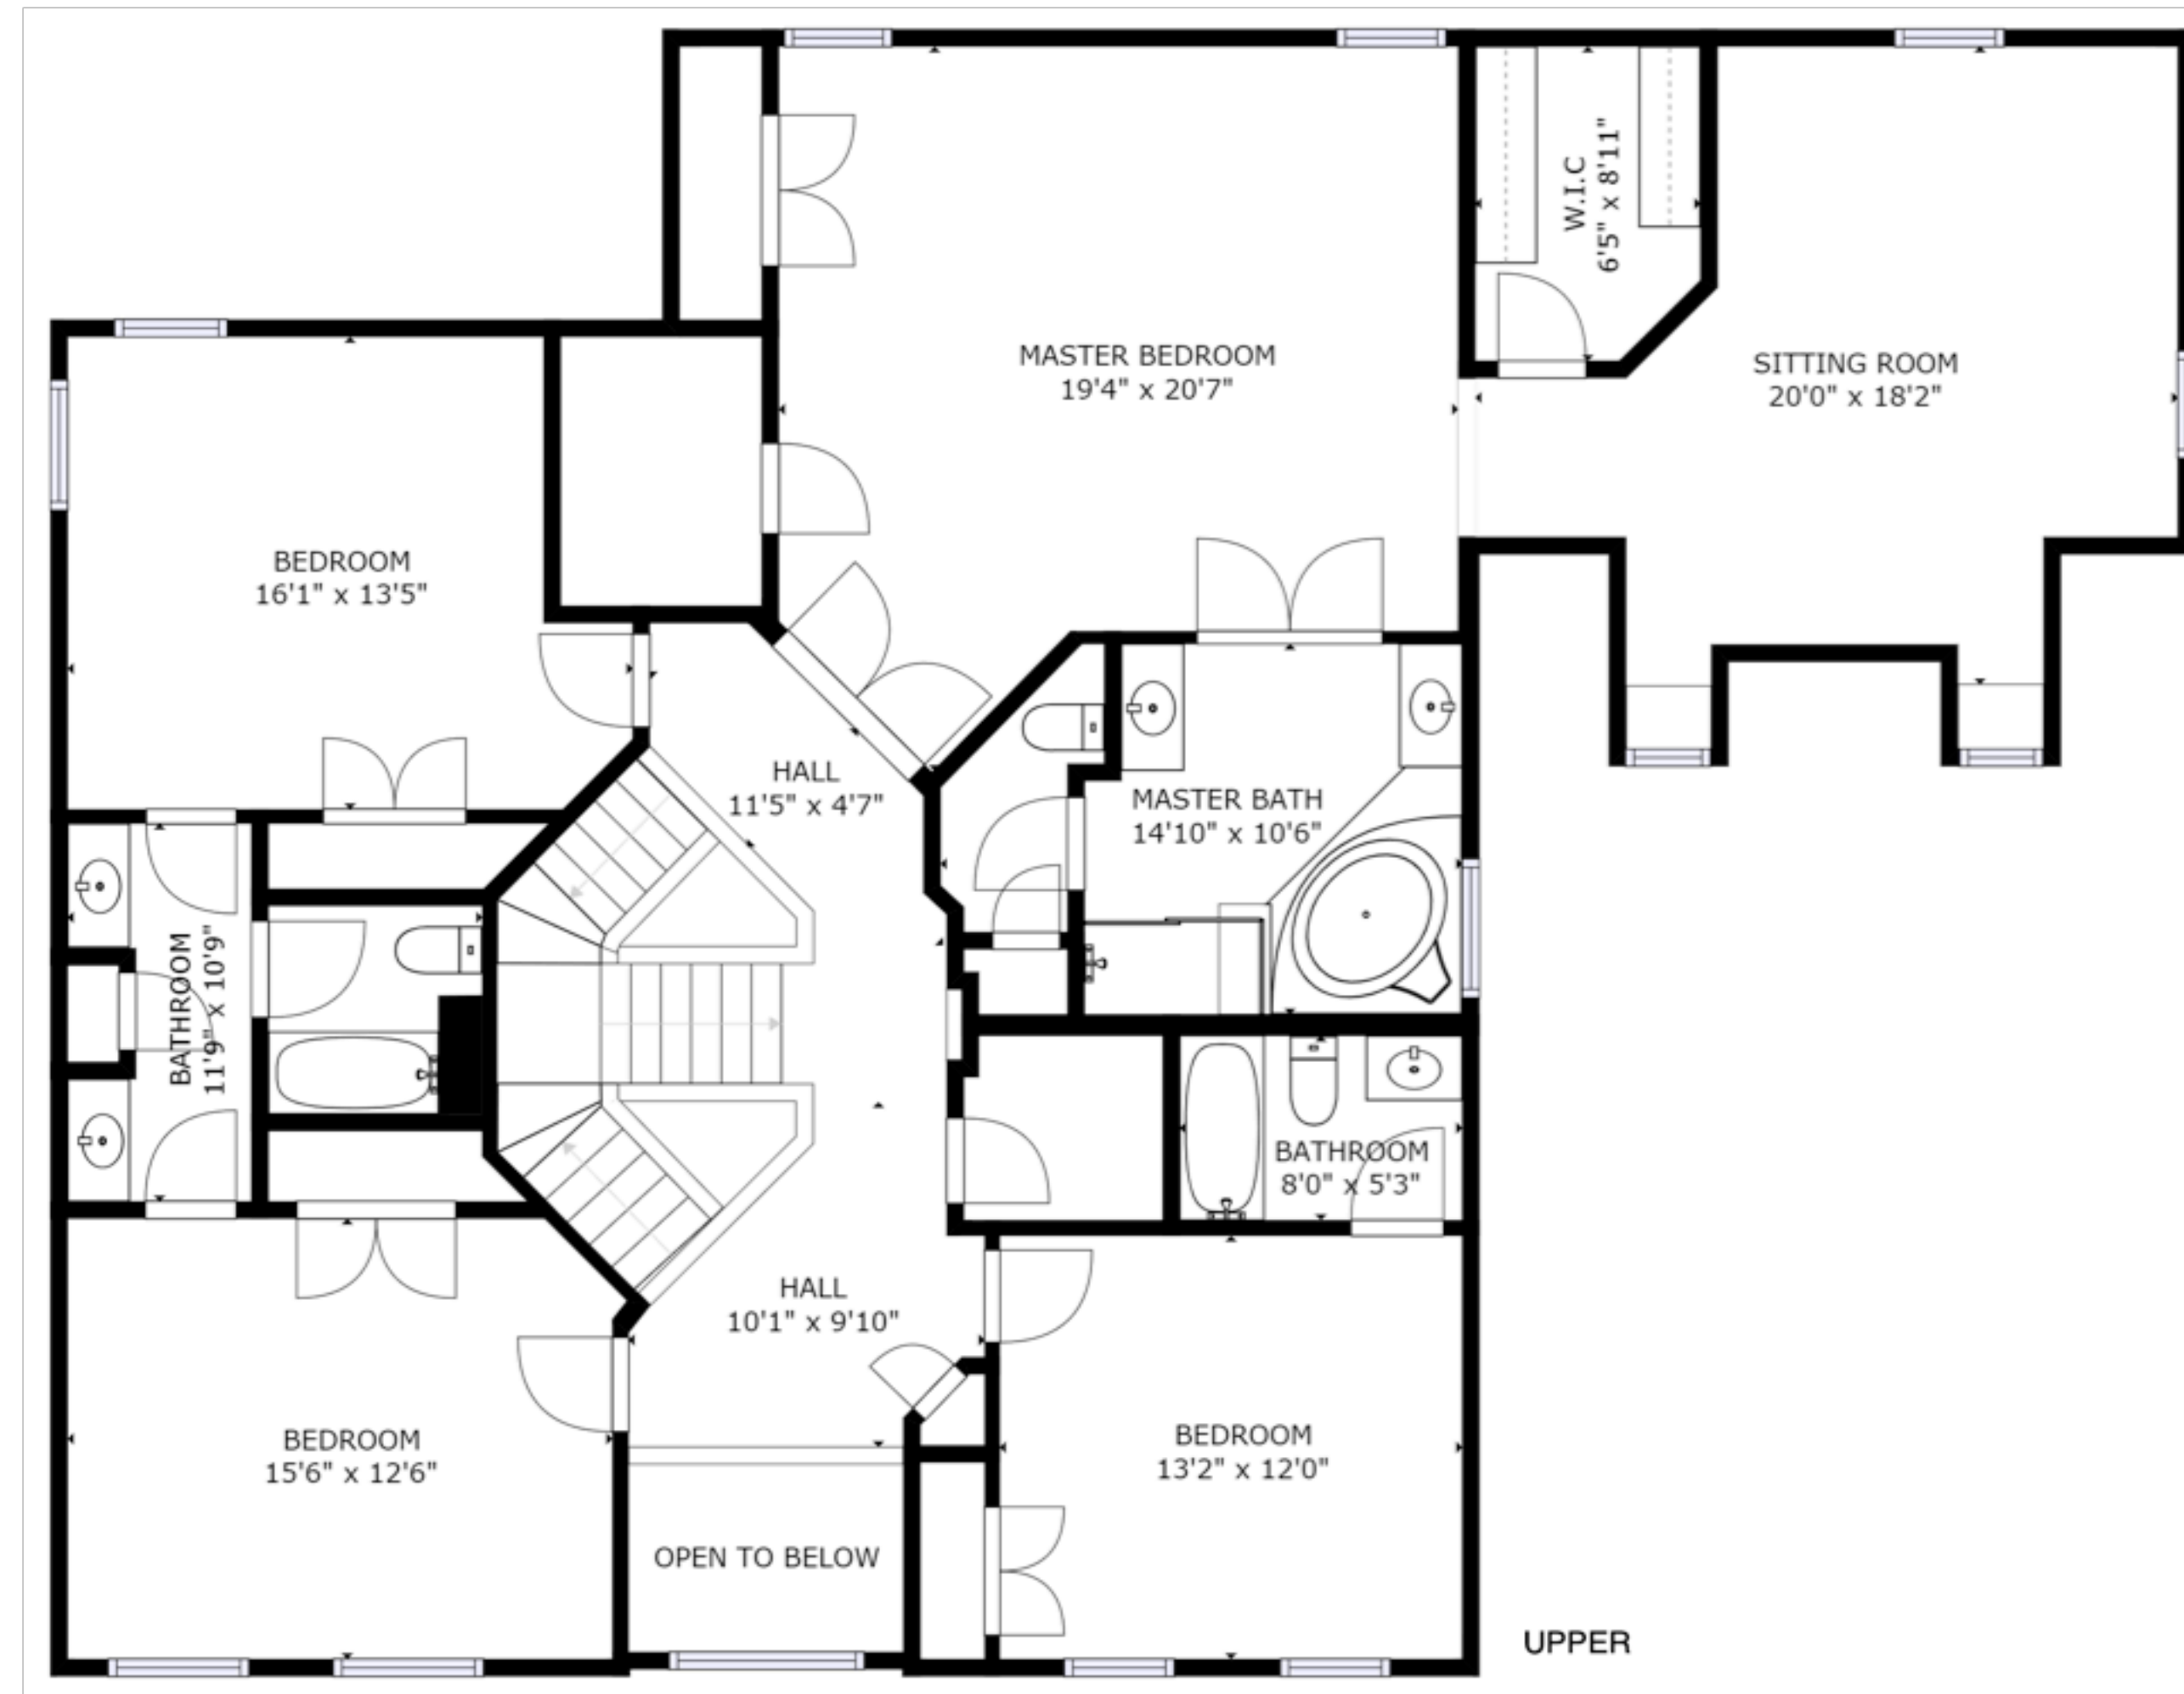 W.I.C
6'5" x 8'11"
MASTER BEDROOM
19'4" x 20'7"
SITTING ROOM
20'0" x 18'2"
BEDROOM
16'1" x 13'5"
HALL
11'5" x 4'7"
MASTER BATH
14'10" x 10'6"
BATHROOM
11'9" x 10'9"
BATHROOM
8'0" x 5'3"
HALL
10'1" x 9'10"
BEDROOM
15'6" x 12'6"
BEDROOM
13'2" x 12'0"
OPEN TO BELOW
UPPER